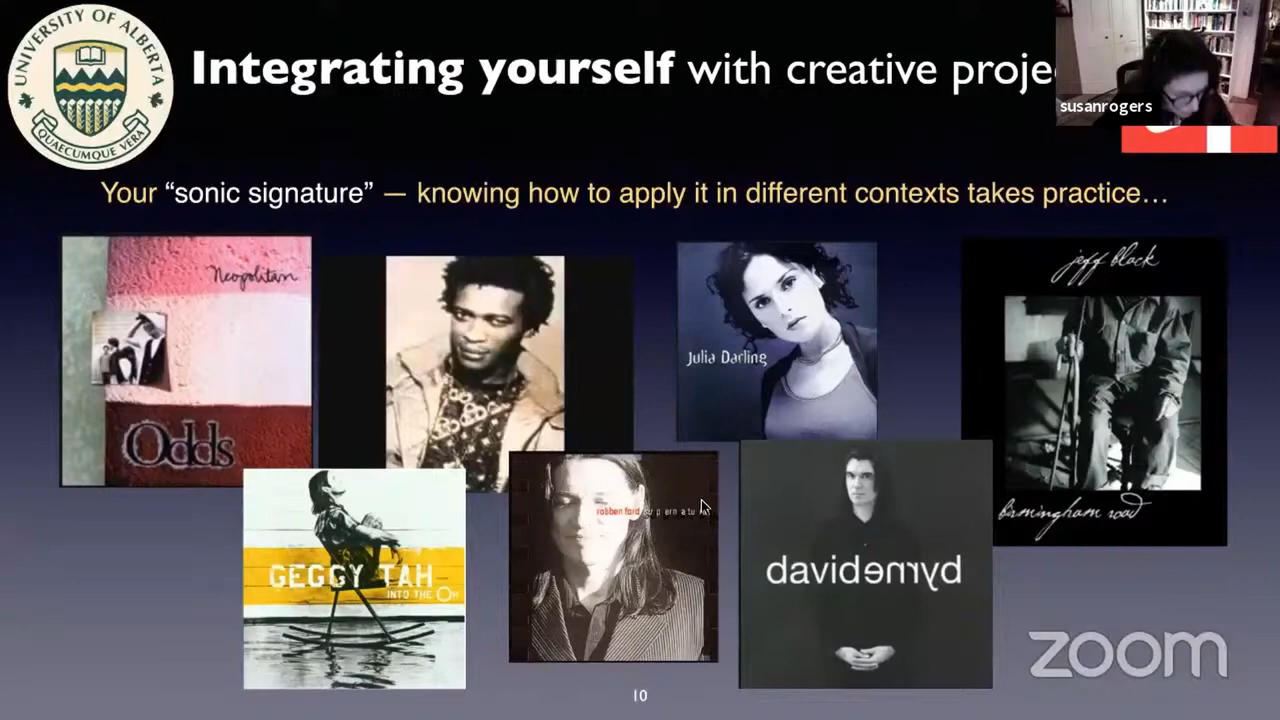 UNIVERSITY OF ALBERTA
QUAECUMQUE VERA
Integrating yourself with creative proje
susanrogers
Your “sonic signature” — knowing how to apply it in different contexts takes practice…
Neopolitan
Odds
Julia Darling
jeff black
birmingham road
GEGGY TAH
INTO THE OH
robben ford
davidbyrne
zoom
10